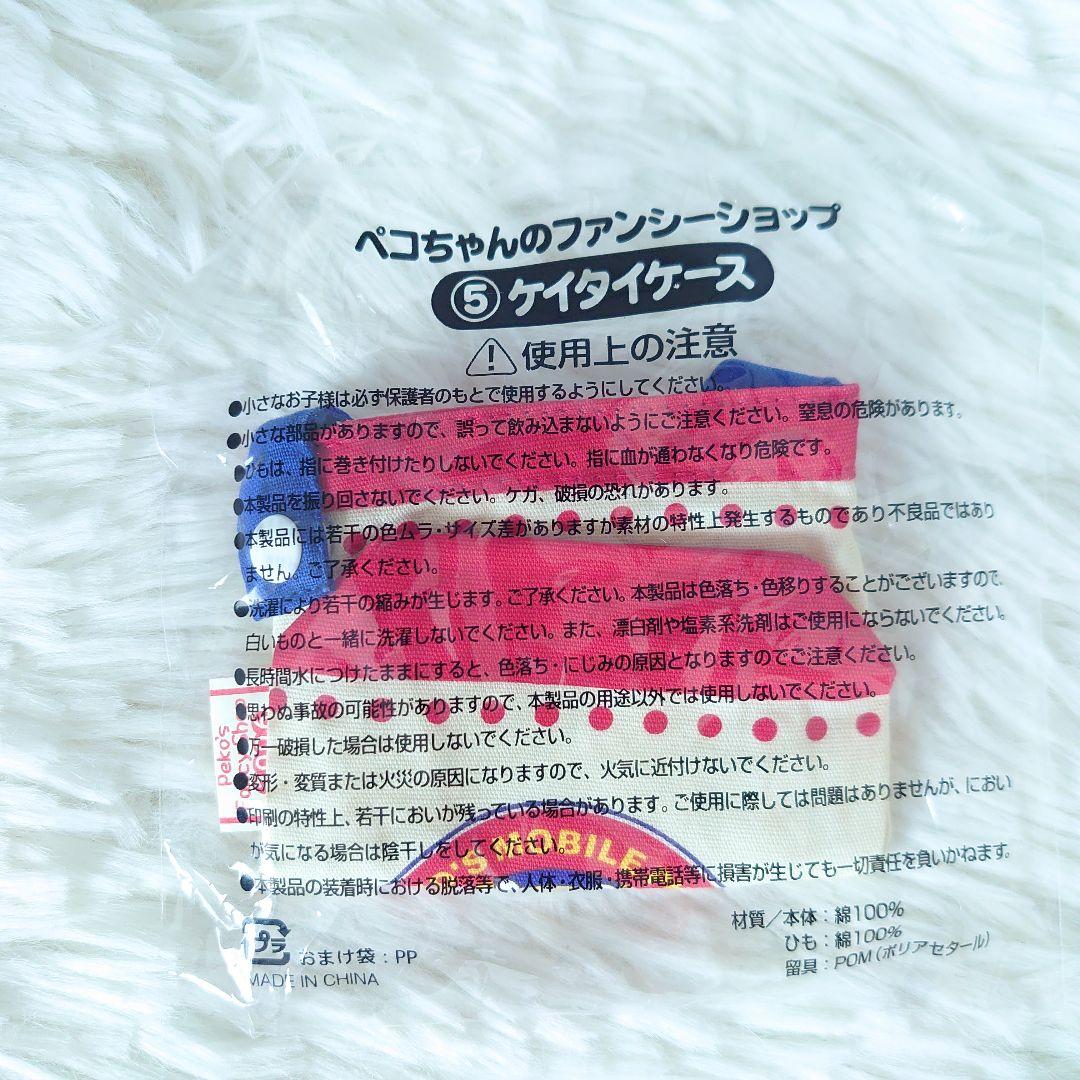 ペコちゃんのファンシーショップ
⑤ケイタイケース
⚠使用上の注意
●小さなお子様は必ず保護者のもとで使用するようにしてください。
●小さな部品がありますので、誤って飲み込まないようにご注意ください。窒息の危険があります。
●ひもは、指に巻き付けたりしないでください。指に血が通わなくなり危険です。
●本製品を振り回さないでください。ケガ、破損の恐れがあります。
●本製品には若干の色ムラ・サイズ差がありますが素材の特性上発生するものであり不良品ではあり
ません。ご了承ください。
●洗濯により若干の縮みが生じます。ご了承ください。本製品は色落ち・色移りすることがございますので、
白いものと一緒に洗濯しないでください。また、漂白剤や塩素系洗剤はご使用にならないでください。
●長時間水につけたままにすると、色落ち・にじみの原因となりますのでご注意ください。
●思わぬ事故の可能性がありますので、本製品の用途以外では使用しないでください。
●万一破損した場合は使用しないでください。
●変形・変質または火災の原因になりますので、火気に近付けないでください。
●印刷の特性上、若干においが残っている場合があります。ご使用に際しては問題はありませんが、におい
が気になる場合は陰干しをしてください。
●本製品の装着時における脱落等で、人体・衣服・携帯電話等に損害が生じても一切責任を負いかねます。
材質／本体：綿100%
ひも：綿100%
留具：POM（ポリアセタール）
プラ おまけ袋：PP
MADE IN CHINA
Peko's
'S MOBILE